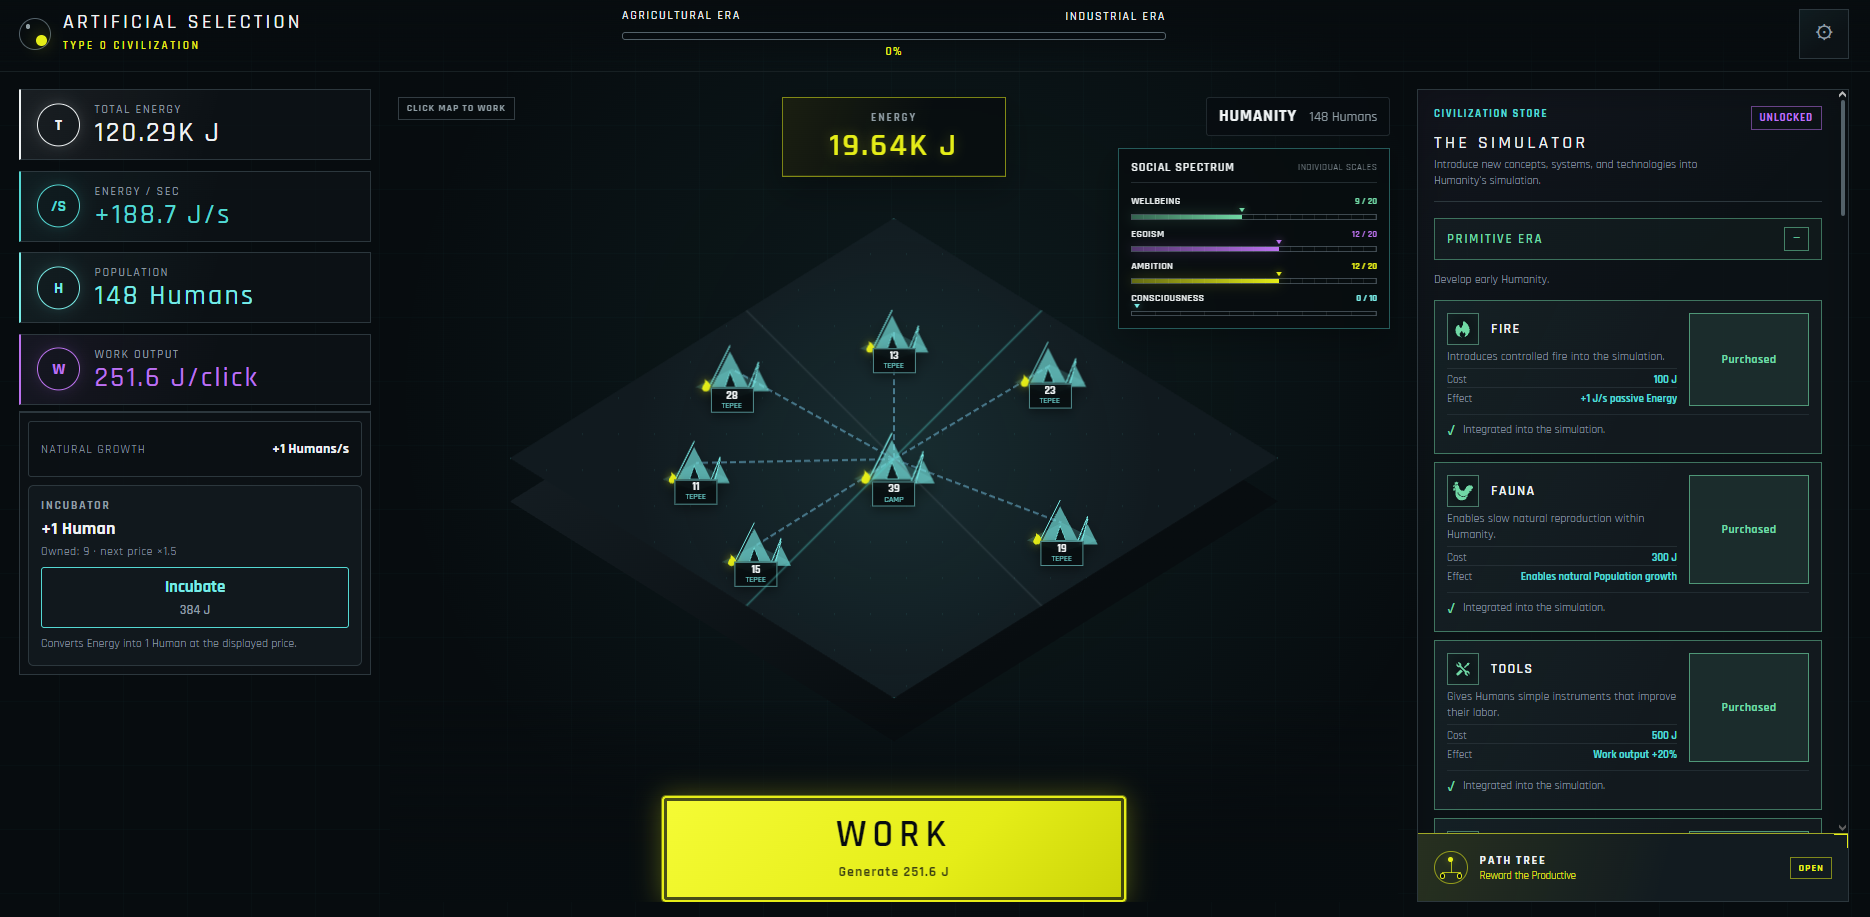 ARTIFICIAL SELECTION
TYPE 0 CIVILIZATION
AGRICULTURAL ERA
INDUSTRIAL ERA
0%
T
TOTAL ENERGY
120.29K J
/S
ENERGY / SEC
+188.7 J/s
H
POPULATION
148 Humans
W
WORK OUTPUT
251.6 J/click
NATURAL GROWTH
+1 Humans/s
INCUBATOR
+1 Human
Owned: 9 · next price ×1.5
Incubate
384 J
Converts Energy into 1 Human at the displayed price.
CLICK MAP TO WORK
ENERGY
19.64K J
HUMANITY 148 Humans
SOCIAL SPECTRUM
INDIVIDUAL SCALES
WELLBEING
9 / 20
EGOISM
12 / 20
AMBITION
12 / 20
CONSCIOUSNESS
0 / 10
13
TEPEE
28
TEPEE
23
TEPEE
11
TEPEE
39
CAMP
15
TEPEE
19
TEPEE
WORK
Generate 251.6 J
CIVILIZATION STORE
UNLOCKED
THE SIMULATOR
Introduce new concepts, systems, and technologies into
Humanity's simulation.
PRIMITIVE ERA
−
Develop early Humanity.
FIRE
Introduces controlled fire into the simulation.
Cost
100 J
Effect
+1 J/s passive Energy
Purchased
✓ Integrated into the simulation.
FAUNA
Enables slow natural reproduction within
Humanity.
Cost
300 J
Effect
Enables natural Population growth
Purchased
✓ Integrated into the simulation.
TOOLS
Gives Humans simple instruments that improve
their labor.
Cost
500 J
Effect
Work output +20%
Purchased
✓ Integrated into the simulation.
PATH TREE
Reward the Productive
OPEN